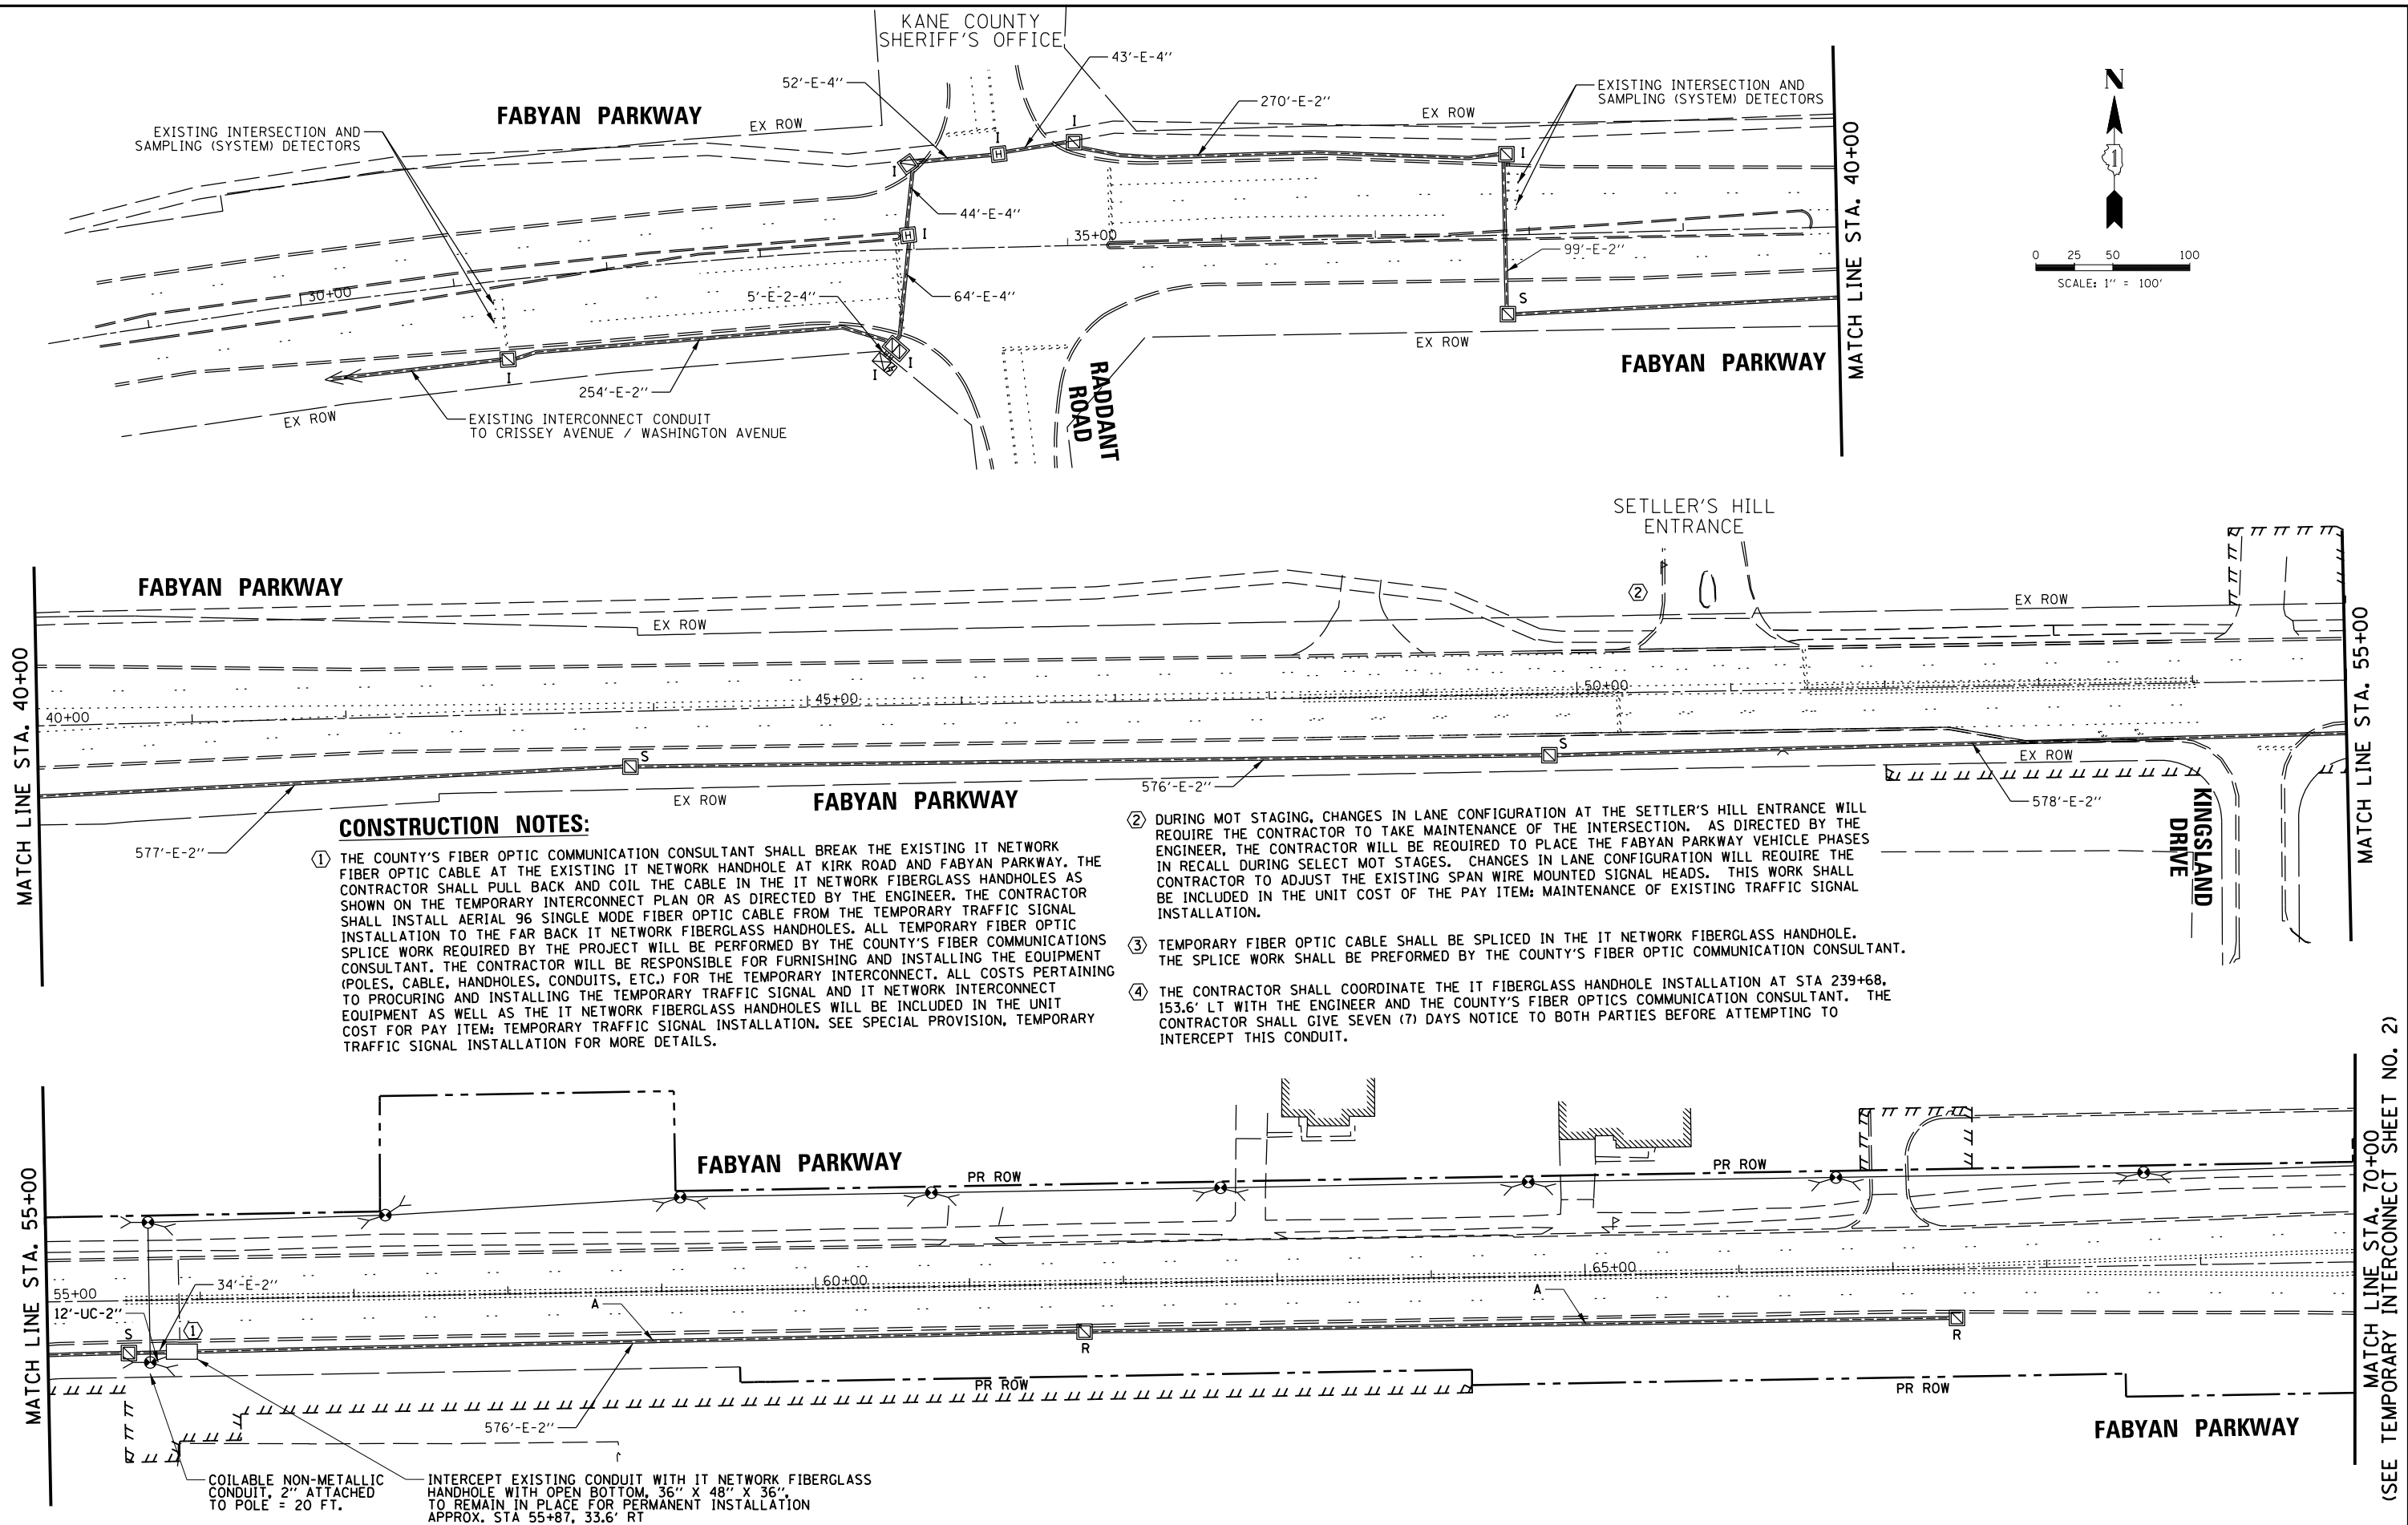 KANE COUNTY
SHERIFF'S OFFICE
43'-E-4"
52'-E-4"
FABYAN PARKWAY
EX ROW
270'-E-2"
EXISTING INTERSECTION AND
SAMPLING (SYSTEM) DETECTORS
EX ROW
EXISTING INTERSECTION AND
SAMPLING (SYSTEM) DETECTORS
I
H
I
I
I
I
44'-E-4"
H
I
35+00
99'-E-2"
30+00
5'-E-2-4"
64'-E-4"
S
I
I
I
254'-E-2"
EX ROW
EXISTING INTERCONNECT CONDUIT
TO CRISSEY AVENUE / WASHINGTON AVENUE
RADDANT
ROAD
EX ROW
FABYAN PARKWAY
MATCH LINE STA. 40+00
N
1
0 25 50 100
SCALE: 1" = 100'
SETLLER'S HILL
ENTRANCE
FABYAN PARKWAY
2
EX ROW
EX ROW
MATCH LINE STA. 40+00
40+00
45+00
50+00
S
S
EX ROW
MATCH LINE STA. 55+00
576'-E-2"
EX ROW
FABYAN PARKWAY
578'-E-2"
577'-E-2"
KINGSLAND
DRIVE
CONSTRUCTION NOTES:
1 THE COUNTY'S FIBER OPTIC COMMUNICATION CONSULTANT SHALL BREAK THE EXISTING IT NETWORK
FIBER OPTIC CABLE AT THE EXISTING IT NETWORK HANDHOLE AT KIRK ROAD AND FABYAN PARKWAY. THE
CONTRACTOR SHALL PULL BACK AND COIL THE CABLE IN THE IT NETWORK FIBERGLASS HANDHOLES AS
SHOWN ON THE TEMPORARY INTERCONNECT PLAN OR AS DIRECTED BY THE ENGINEER. THE CONTRACTOR
SHALL INSTALL AERIAL 96 SINGLE MODE FIBER OPTIC CABLE FROM THE TEMPORARY TRAFFIC SIGNAL
INSTALLATION TO THE FAR BACK IT NETWORK FIBERGLASS HANDHOLES. ALL TEMPORARY FIBER OPTIC
SPLICE WORK REQUIRED BY THE PROJECT WILL BE PERFORMED BY THE COUNTY'S FIBER COMMUNICATIONS
CONSULTANT. THE CONTRACTOR WILL BE RESPONSIBLE FOR FURNISHING AND INSTALLING THE EQUIPMENT
(POLES, CABLE, HANDHOLES, CONDUITS, ETC.) FOR THE TEMPORARY INTERCONNECT. ALL COSTS PERTAINING
TO PROCURING AND INSTALLING THE TEMPORARY TRAFFIC SIGNAL AND IT NETWORK INTERCONNECT
EQUIPMENT AS WELL AS THE IT NETWORK FIBERGLASS HANDHOLES WILL BE INCLUDED IN THE UNIT
COST FOR PAY ITEM: TEMPORARY TRAFFIC SIGNAL INSTALLATION. SEE SPECIAL PROVISION, TEMPORARY
TRAFFIC SIGNAL INSTALLATION FOR MORE DETAILS.
2 DURING MOT STAGING, CHANGES IN LANE CONFIGURATION AT THE SETTLER'S HILL ENTRANCE WILL
REQUIRE THE CONTRACTOR TO TAKE MAINTENANCE OF THE INTERSECTION. AS DIRECTED BY THE
ENGINEER, THE CONTRACTOR WILL BE REQUIRED TO PLACE THE FABYAN PARKWAY VEHICLE PHASES
IN RECALL DURING SELECT MOT STAGES. CHANGES IN LANE CONFIGURATION WILL REQUIRE THE
CONTRACTOR TO ADJUST THE EXISTING SPAN WIRE MOUNTED SIGNAL HEADS. THIS WORK SHALL
BE INCLUDED IN THE UNIT COST OF THE PAY ITEM: MAINTENANCE OF EXISTING TRAFFIC SIGNAL
INSTALLATION.
3 TEMPORARY FIBER OPTIC CABLE SHALL BE SPLICED IN THE IT NETWORK FIBERGLASS HANDHOLE.
THE SPLICE WORK SHALL BE PREFORMED BY THE COUNTY'S FIBER OPTIC COMMUNICATION CONSULTANT.
4 THE CONTRACTOR SHALL COORDINATE THE IT FIBERGLASS HANDHOLE INSTALLATION AT STA 239+68,
153.6' LT WITH THE ENGINEER AND THE COUNTY'S FIBER OPTICS COMMUNICATION CONSULTANT. THE
CONTRACTOR SHALL GIVE SEVEN (7) DAYS NOTICE TO BOTH PARTIES BEFORE ATTEMPTING TO
INTERCEPT THIS CONDUIT.
FABYAN PARKWAY
PR ROW
PR ROW
MATCH LINE STA. 55+00
55+00
34'-E-2"
12'-UC-2"
S
1
A
60+00
65+00
A
R
R
PR ROW
PR ROW
576'-E-2"
FABYAN PARKWAY
COILABLE NON-METALLIC
CONDUIT, 2" ATTACHED
TO POLE = 20 FT.
INTERCEPT EXISTING CONDUIT WITH IT NETWORK FIBERGLASS
HANDHOLE WITH OPEN BOTTOM, 36" X 48" X 36",
TO REMAIN IN PLACE FOR PERMANENT INSTALLATION
APPROX. STA 55+87, 33.6' RT
MATCH LINE STA. 70+00
(SEE TEMPORARY INTERCONNECT SHEET NO. 2)